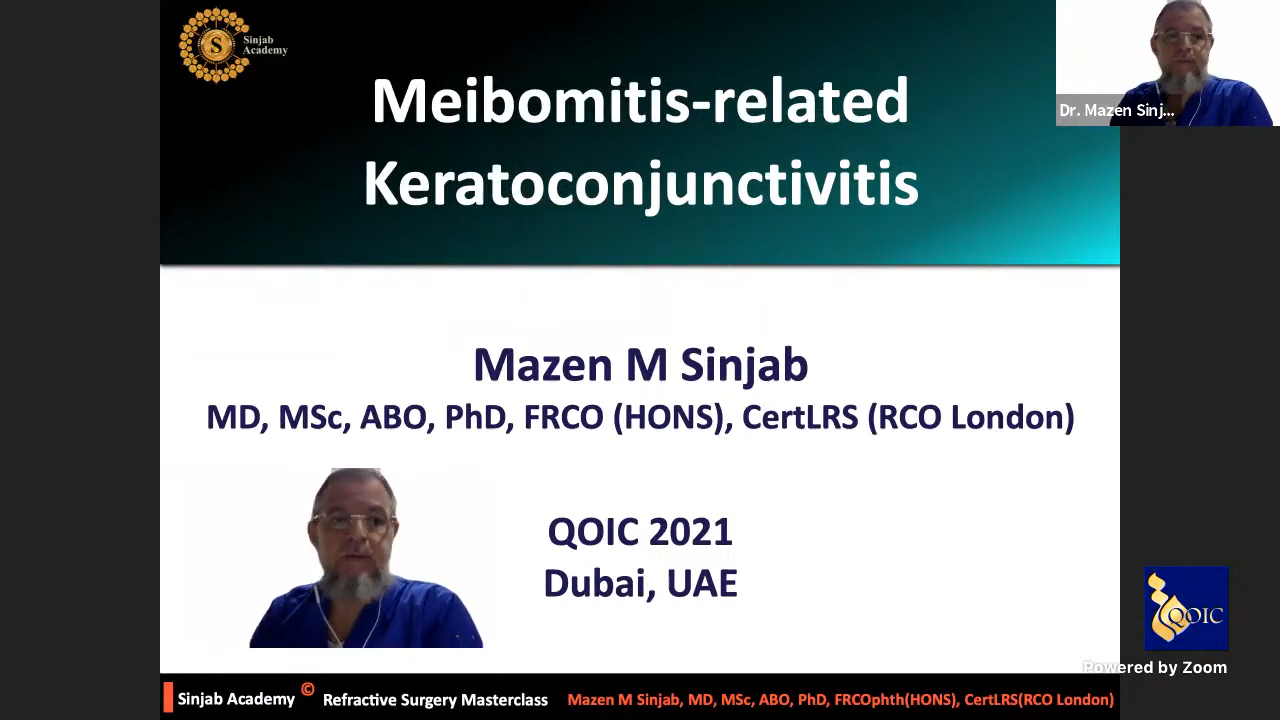 Sinjab
Academy
S
Meibomitis-related
Keratoconjunctivitis
Dr. Mazen Sinj...
Mazen M Sinjab
MD, MSc, ABO, PhD, FRCO (HONS), CertLRS (RCO London)
QOIC 2021
Dubai, UAE
QOIC
Powered by Zoom
Sinjab Academy © Refractive Surgery Masterclass Mazen M Sinjab, MD, MSc, ABO, PhD, FRCOphth(HONS), CertLRS(RCO London)